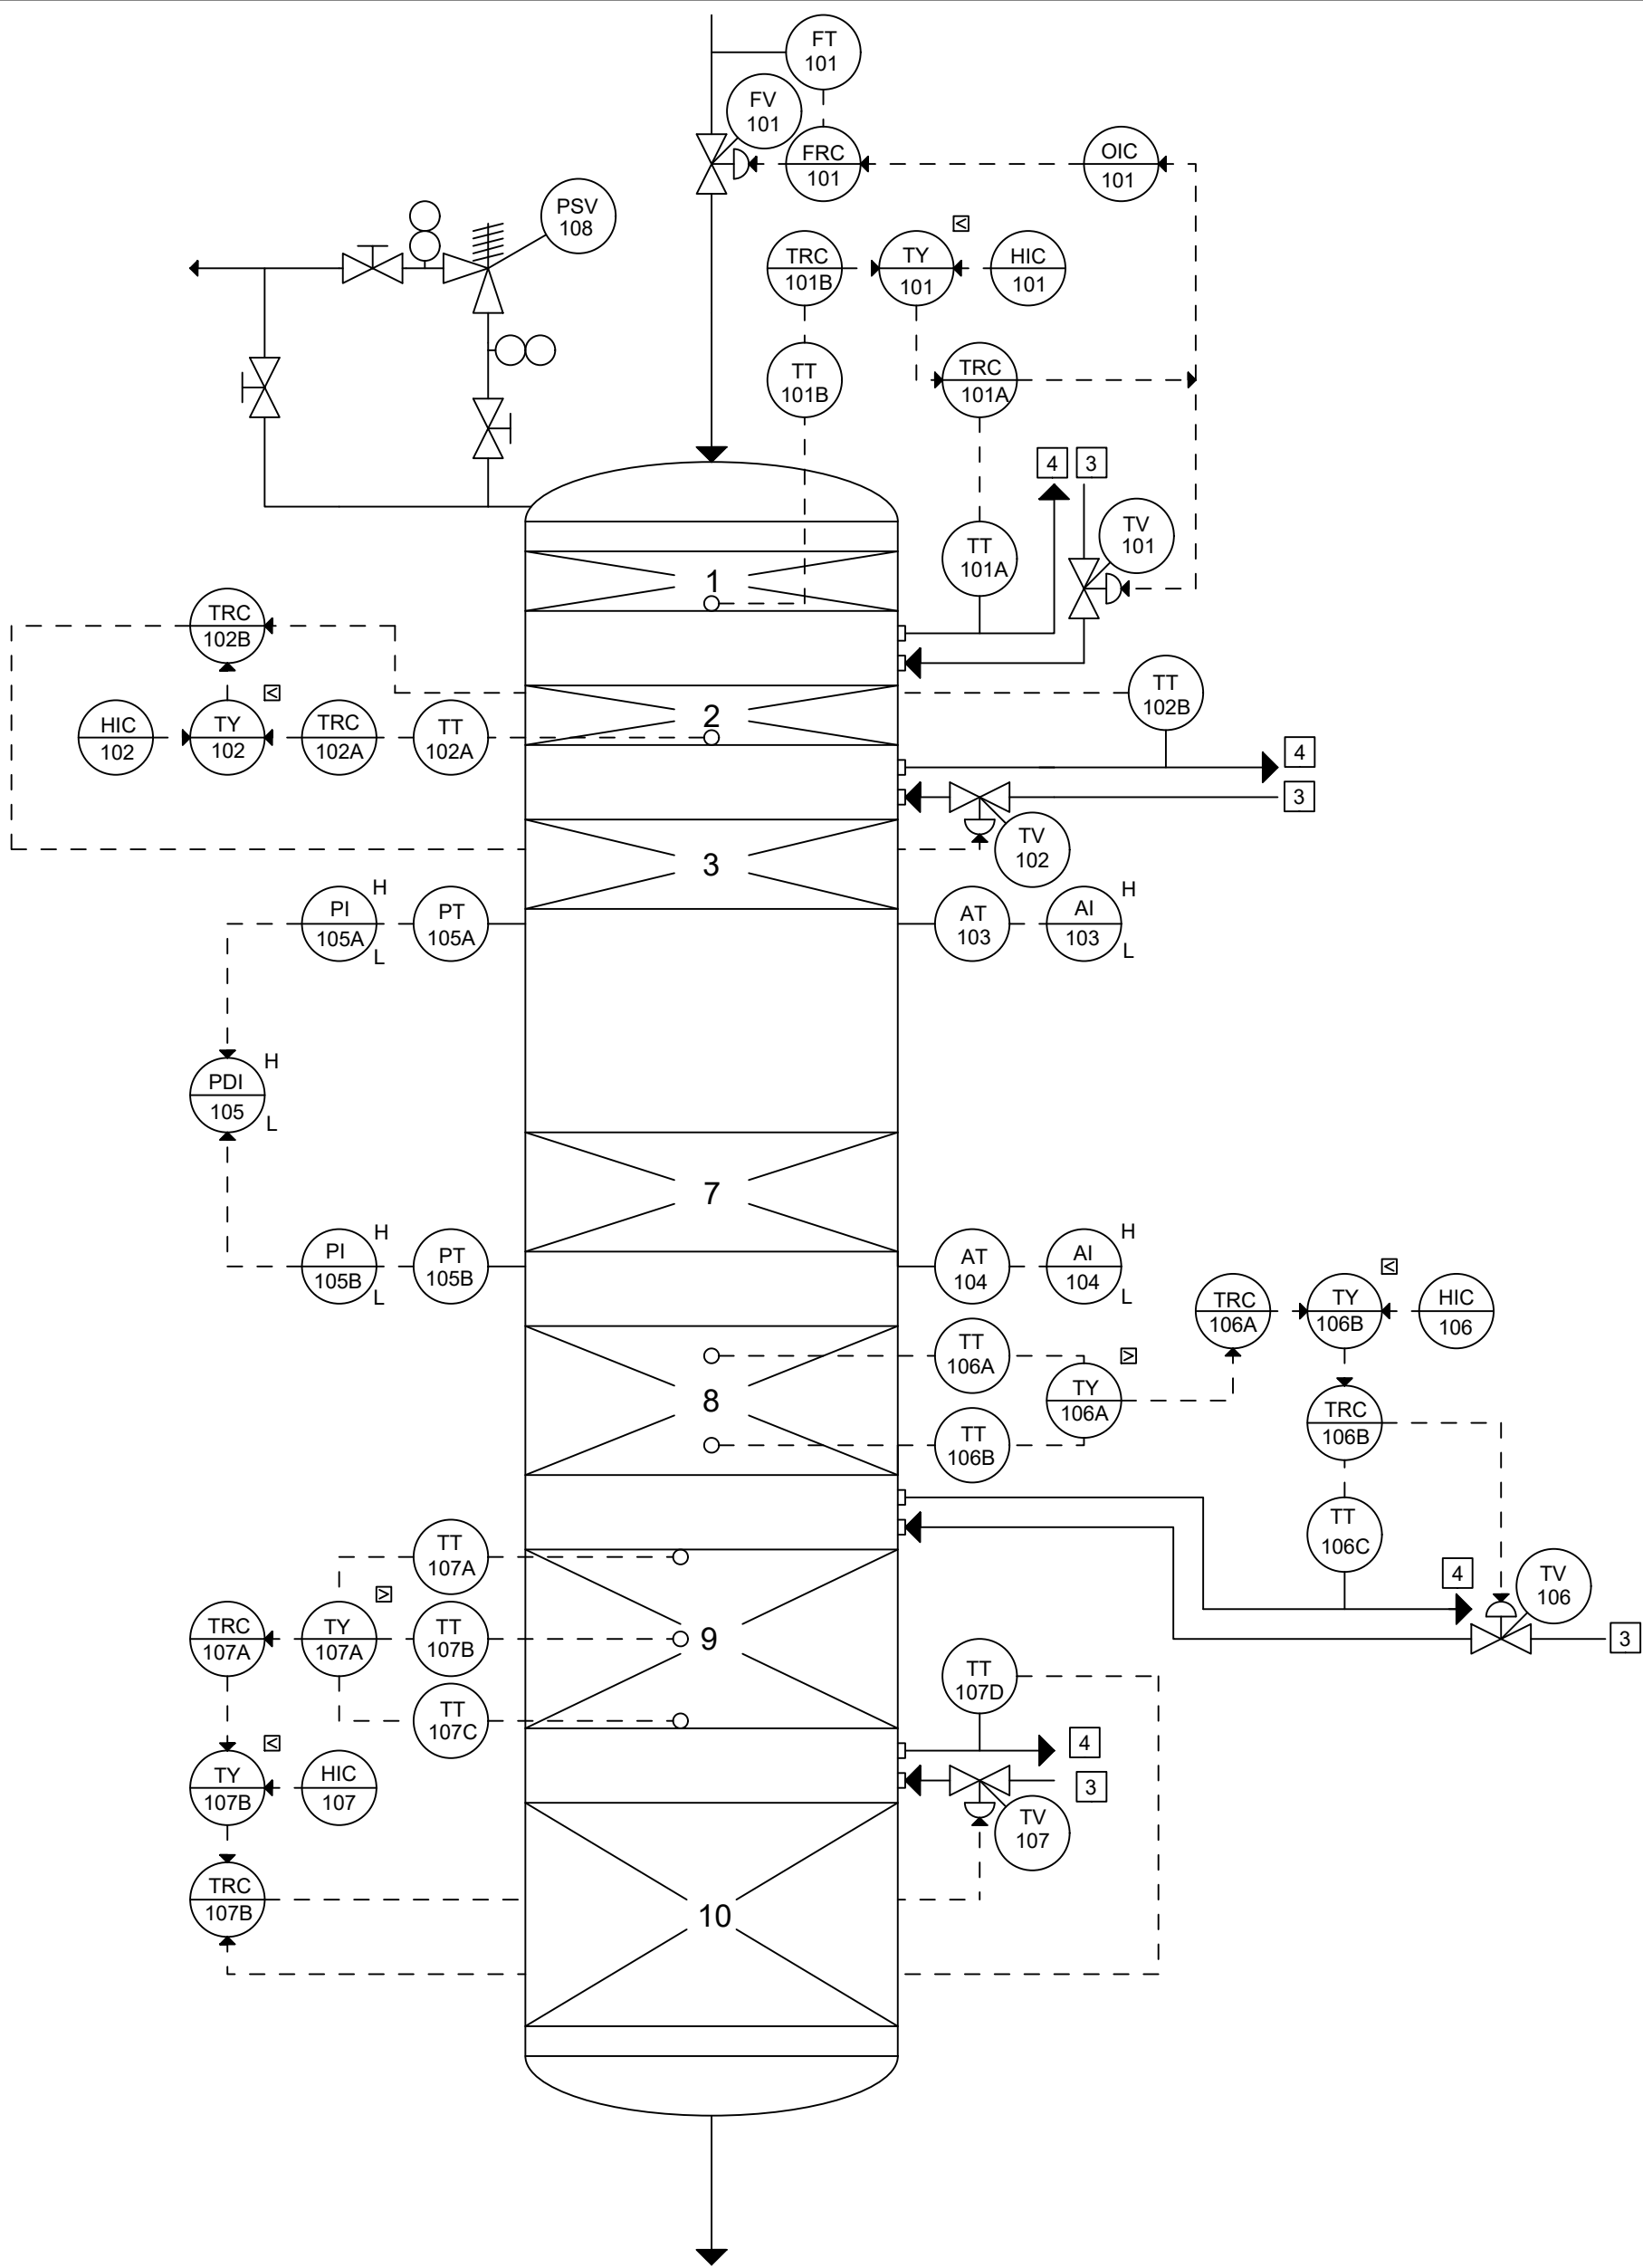 FT
101
FV
101
FRC
101
OIC
101
PSV
108
<
TRC
101B
TY
101
HIC
101
TT
101B
TRC
101A
4
3
TV
101
TT
101A
1
TRC
102B
TT
102B
<
HIC
102
TY
102
TRC
102A
TT
102A
2
4
3
TV
102
3
H
PI
105A
L
PT
105A
AT
103
H
AI
103
L
PDI
105
H
L
7
H
PI
105B
L
PT
105B
AT
104
H
AI
104
L
<
TRC
106A
TY
106B
HIC
106
TT
106A
>
TY
106A
TRC
106B
8
TT
106B
TT
106C
TT
107A
4
TV
106
>
TRC
107A
TY
107A
TT
107B
9
3
TT
107D
TT
107C
<
4
TY
107B
HIC
107
3
TV
107
TRC
107B
10